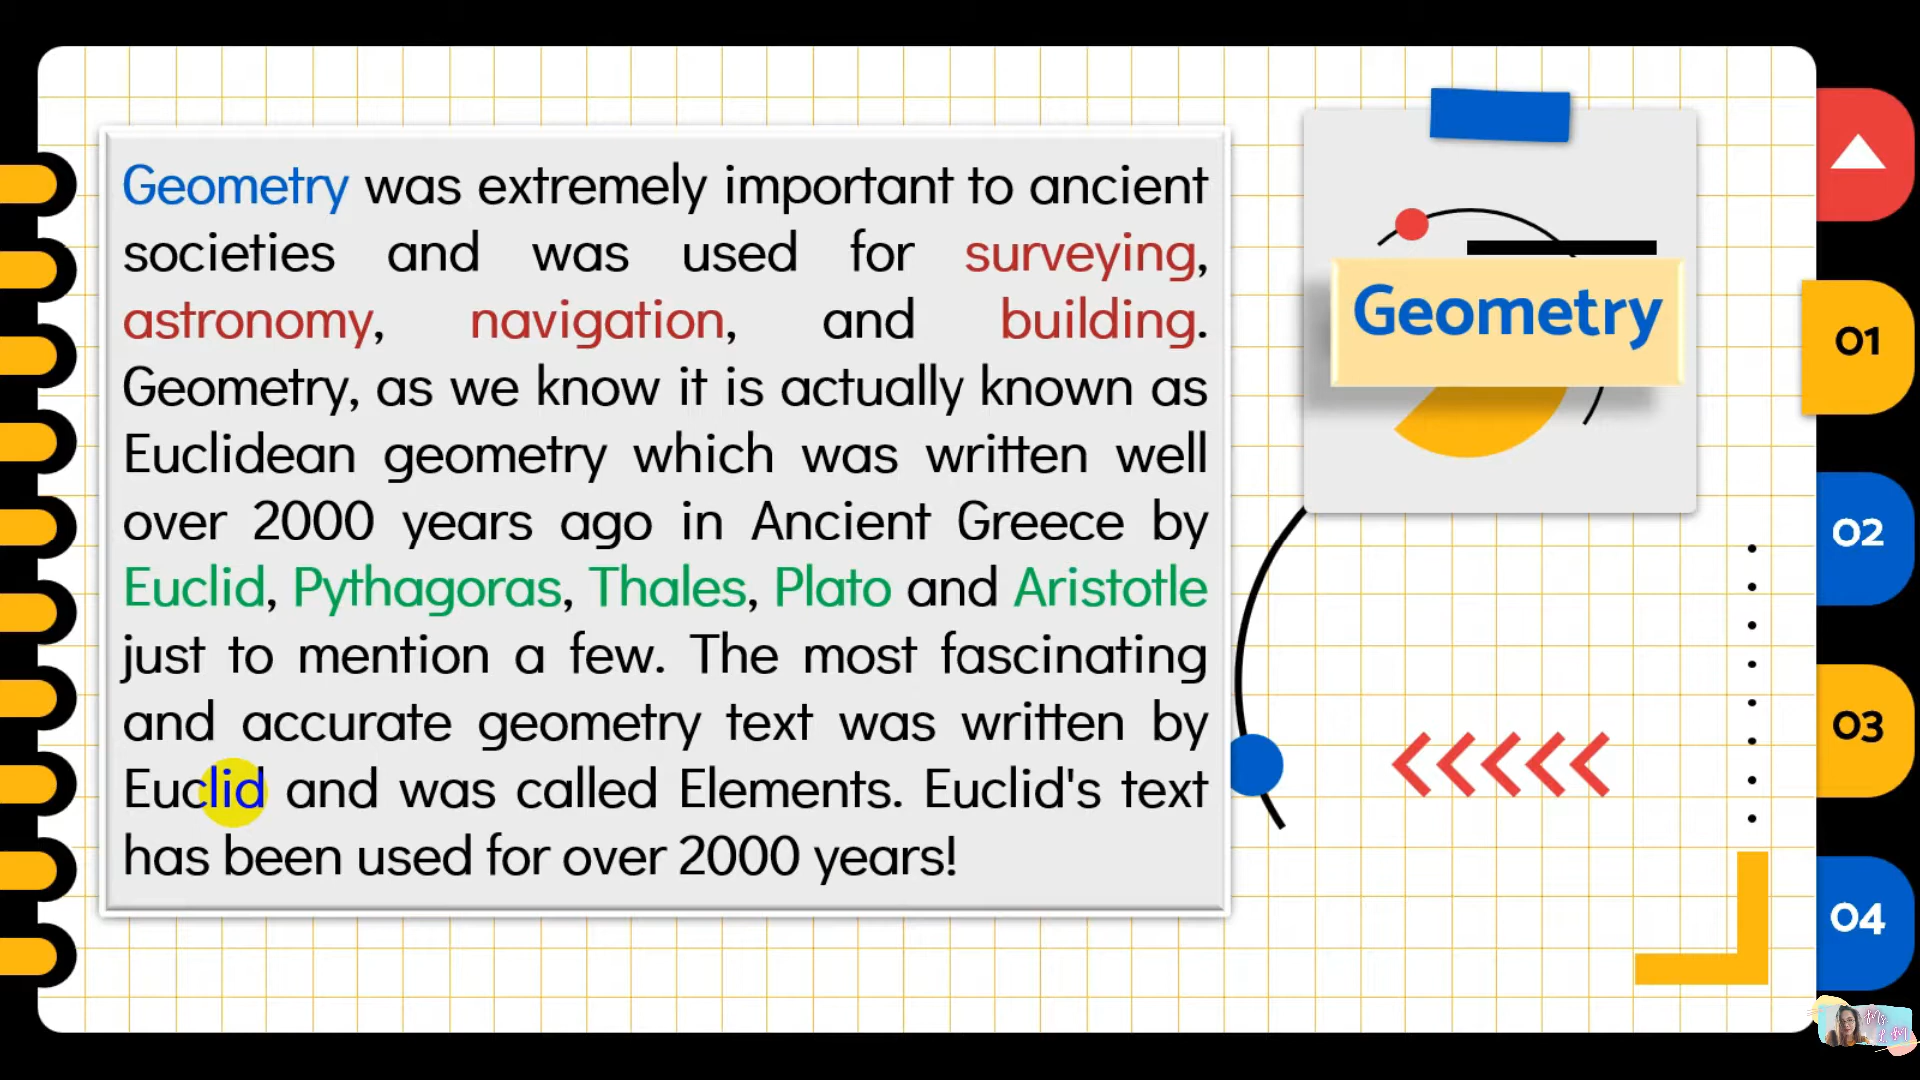 Geometry was extremely important to ancient
societies and was used for surveying,
astronomy, navigation, and building.
Geometry, as we know it is actually known as
Euclidean geometry which was written well
over 2000 years ago in Ancient Greece by
Euclid, Pythagoras, Thales, Plato and Aristotle
just to mention a few. The most fascinating
and accurate geometry text was written by
Euclid and was called Elements. Euclid's text
has been used for over 2000 years!
Geometry
01
02
03
04